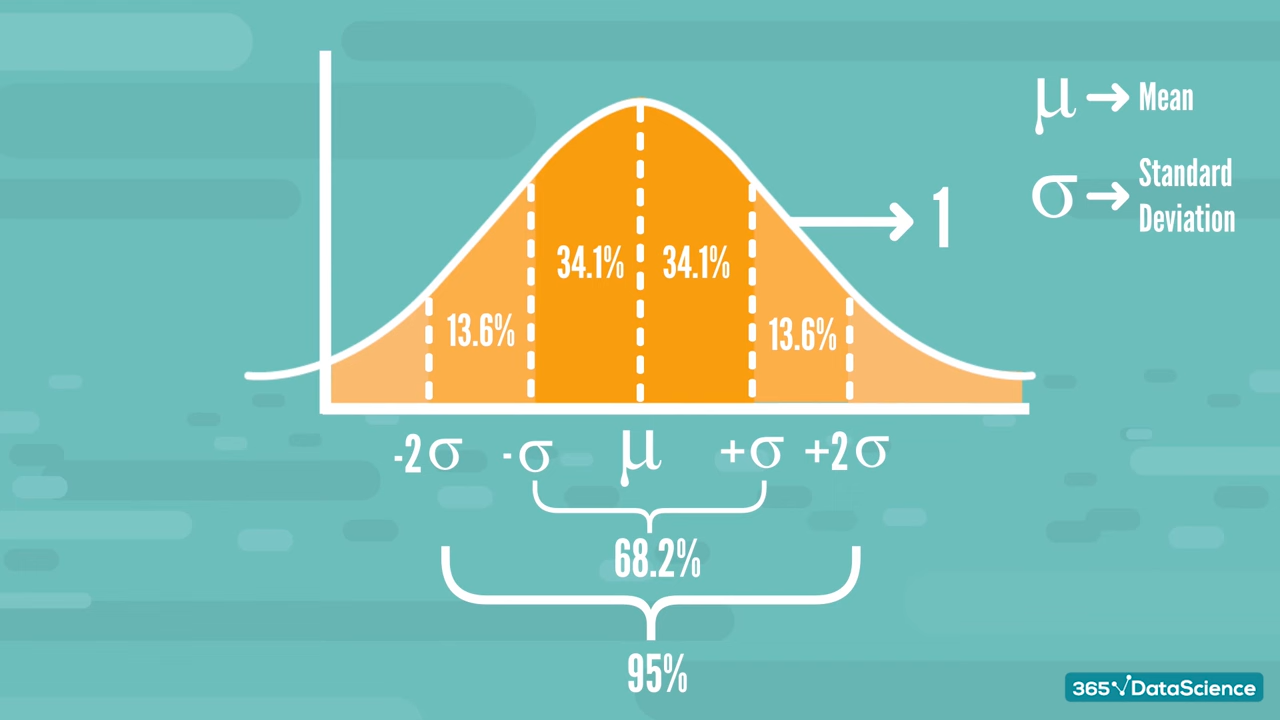 μ → Mean
σ → Standard
Deviation
1
34.1% 34.1%
13.6% 13.6%
-2σ -σ μ +σ +2σ
68.2%
95%
365 DataScience